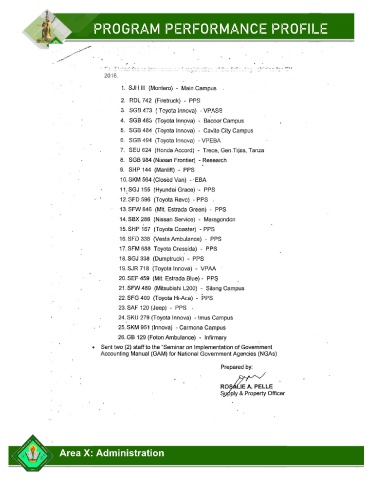 PROGRAM PERFORMANCE PROFILE
2016.
1. SJH III (Montero) - Main Campus
2. RDL 742 (Firetruck) - PPS
3. SGB 473 (Toyota Innova) - VPASS
4. SGB 463 (Toyota Innova) - Bacoor Campus
5. SGB 484 (Toyota Innova) - Cavite City Campus
6. SGB 494 (Toyota Innova) - VPEBA
7. SEU 624 (Honda Accord) - Trece, Gen Trias, Tanza
8. SGB 984 (Nissan Frontier) - Research
9. SHP 144 (Manlift) - PPS
10. SKM 564 (Closed Van) - EBA
11. SGJ 155 (Hyundai Grace) - PPS
12. SFD 596 (Toyota Revo) - PPS
13. SFW 646 (Mit. Estrada Green) - PPS
14. SBX 286 (Nissan Service) - Maragondon
15. SHP 167 (Toyota Coaster) - PPS
16. SFD 338 (Vesta Ambulance) - PPS
17. SFM 688 Toyota Cressida) - PPS
18. SGJ 338 (Dumptruck) - PPS
19. SJR 718 (Toyota Innova) - VPAA
20. SEF 459 (Mit. Estrada Blue) - PPS
21. SFW 489 (Mitsubishi L200) - Silang Campus
22. SFG 400 (Toyota Hi-Ace) - PPS
23. SAF 120 (Jeep) - PPS
24. SKU 279 (Toyota Innova) - Imus Campus
25. SKM 951 (Innova) - Carmona Campus
26. GB 129 (Foton Ambulance) - Infirmary
• Sent two (2) staff to the "Seminar on Implementation of Government
Accounting Manual (GAM) for National Government Agencies (NGAs)
Prepared by:
ROSALIE A. PELLE
Supply & Property Officer
Area X: Administration